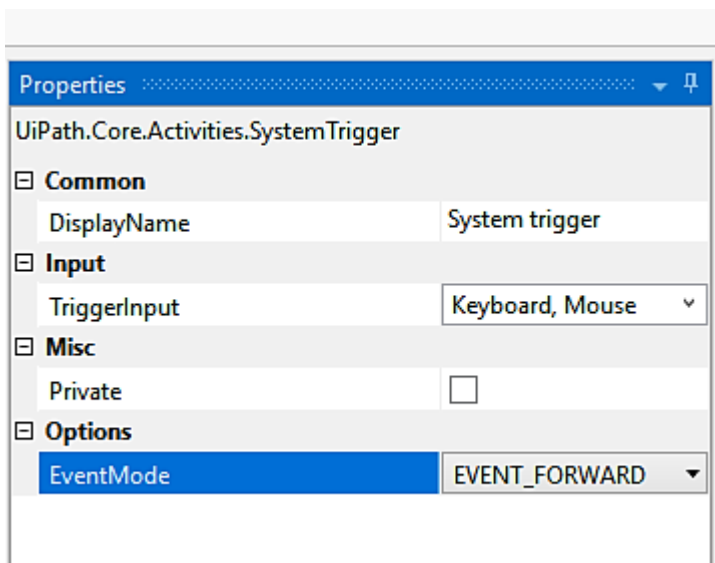 Properties
UiPath.Core.Activities.SystemTrigger
Common
DisplayName System trigger
Input
TriggerInput Keyboard, Mouse
Misc
Private
Options
EventMode EVENT_FORWARD